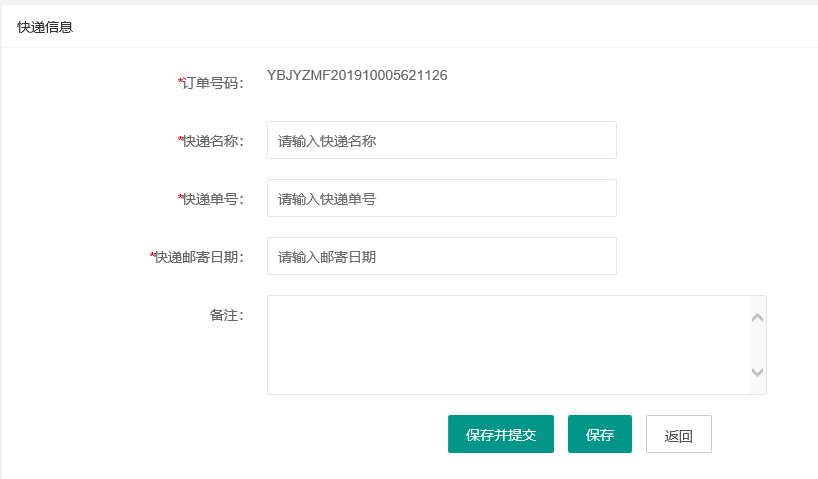 快递信息
*订单号码： YBJYZMF201910005621126
*快递名称： 请输入快递名称
*快递单号： 请输入快递单号
*快递邮寄日期： 请输入邮寄日期
备注：
保存并提交 保存 返回